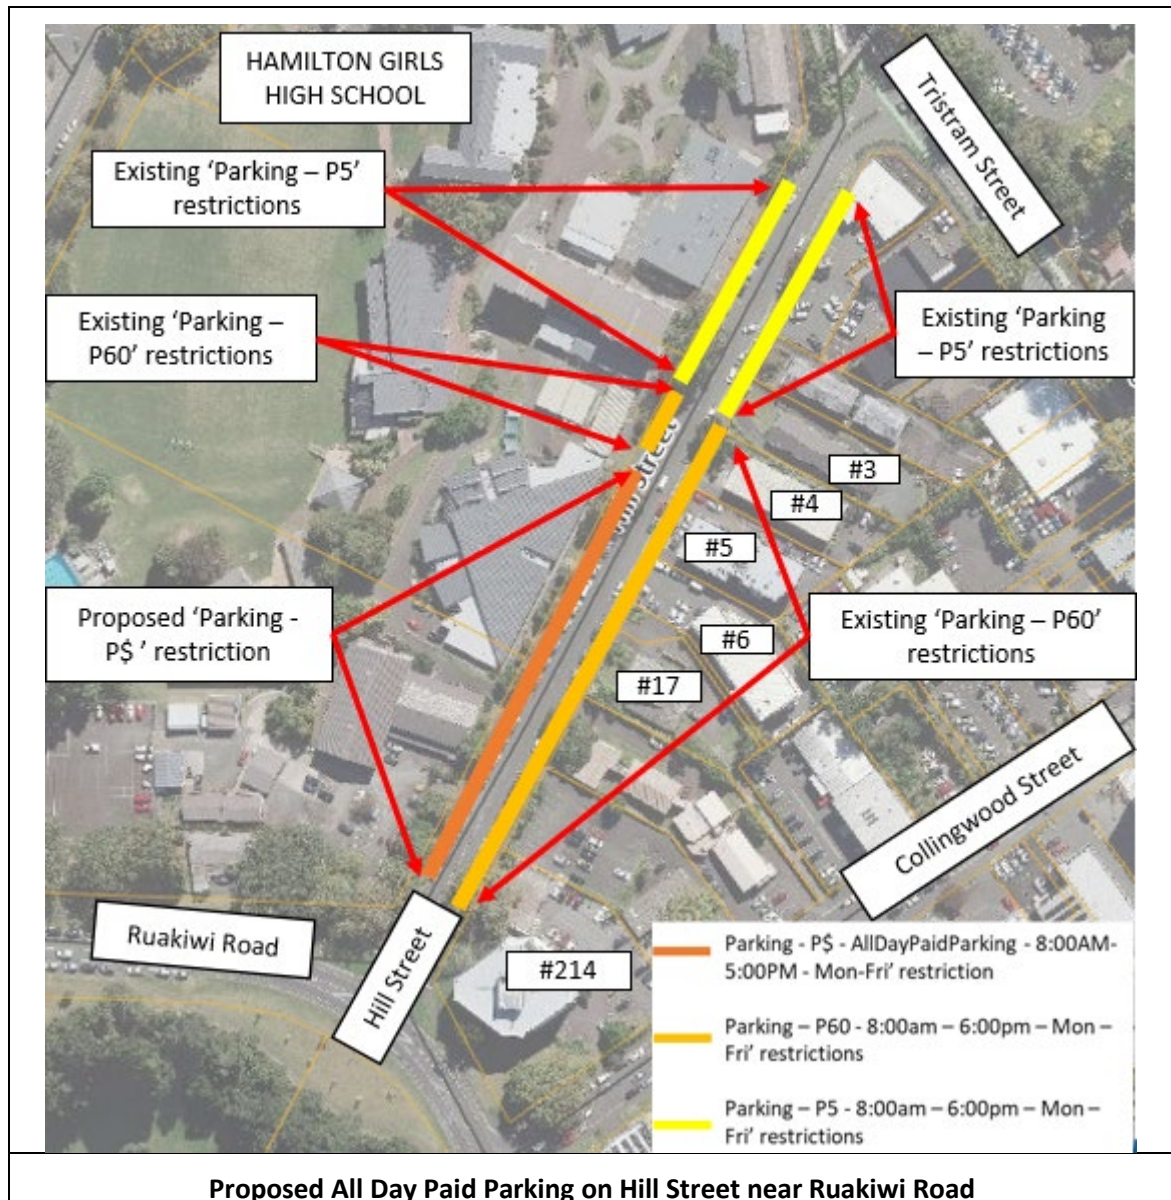 HAMILTON GIRLS
HIGH SCHOOL
Tristram Street
Existing ‘Parking – P5’
restrictions
Existing ‘Parking –
P60’ restrictions
Existing ‘Parking
– P5’ restrictions
Hill Street
#3
#4
#5
Proposed ‘Parking -
P$ ’ restriction
#6
Existing ‘Parking – P60’
restrictions
#17
Collingwood Street
Ruakiwi Road
Hill Street
#214
Parking - P$ - AllDayPaidParking - 8:00AM-
5:00PM - Mon-Fri’ restriction
Parking – P60 - 8:00am – 6:00pm – Mon –
Fri’ restrictions
Parking – P5 - 8:00am – 6:00pm – Mon –
Fri’ restrictions
Proposed All Day Paid Parking on Hill Street near Ruakiwi Road